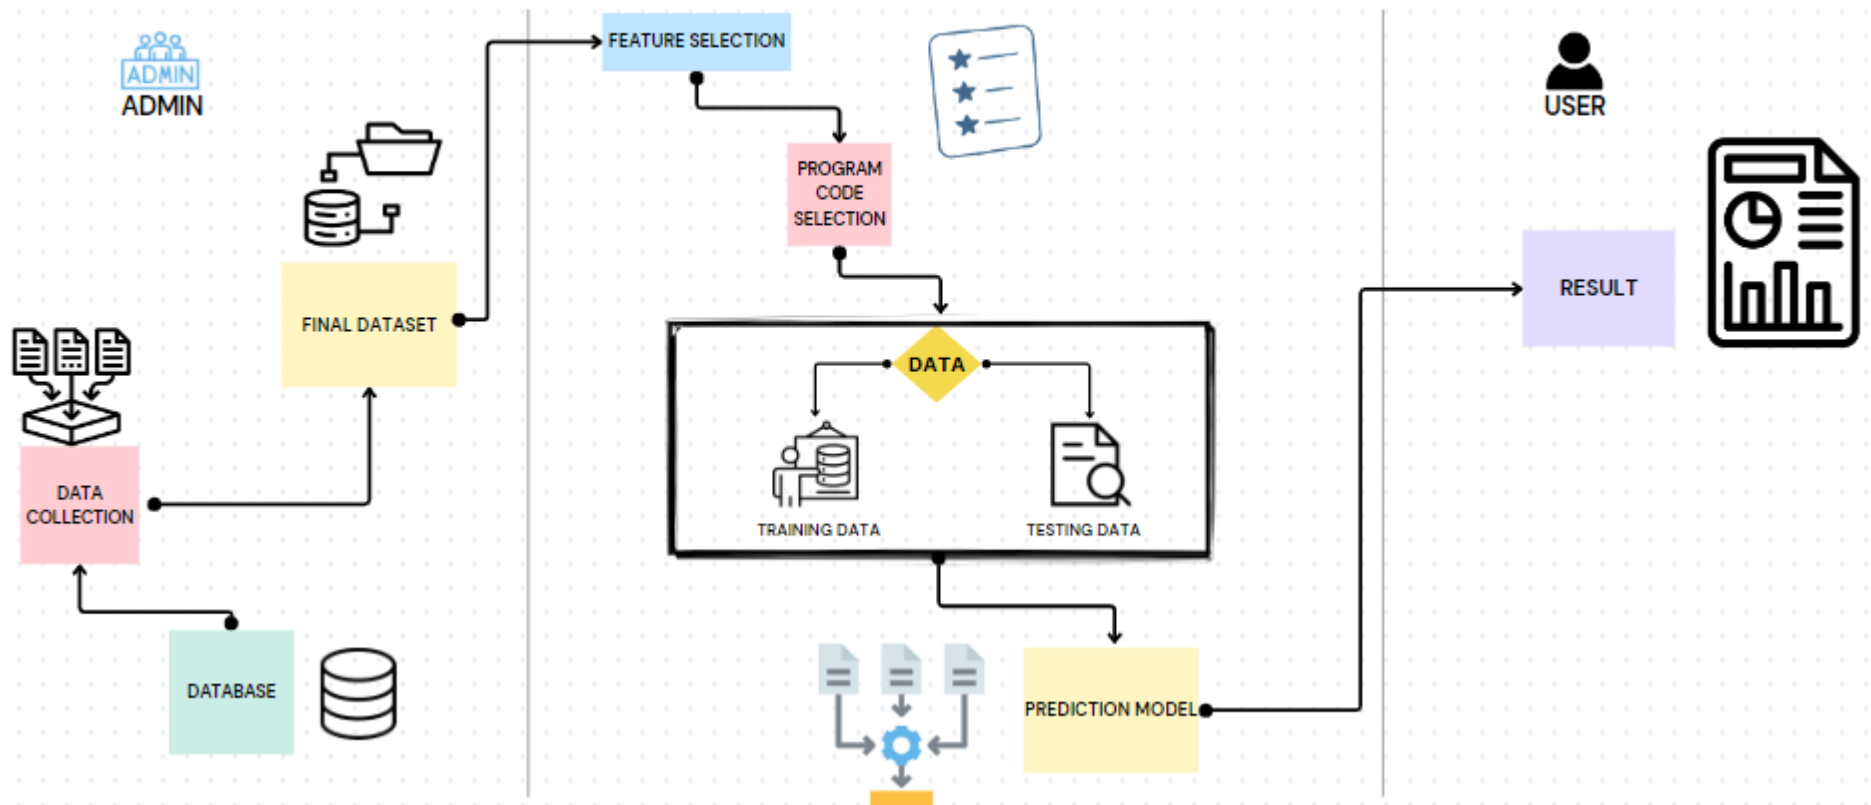 ADMIN
ADMIN
FINAL DATASET
DATA
COLLECTION
DATABASE
FEATURE SELECTION
PROGRAM
CODE
SELECTION
DATA
TRAINING DATA
TESTING DATA
PREDICTION MODEL
USER
RESULT